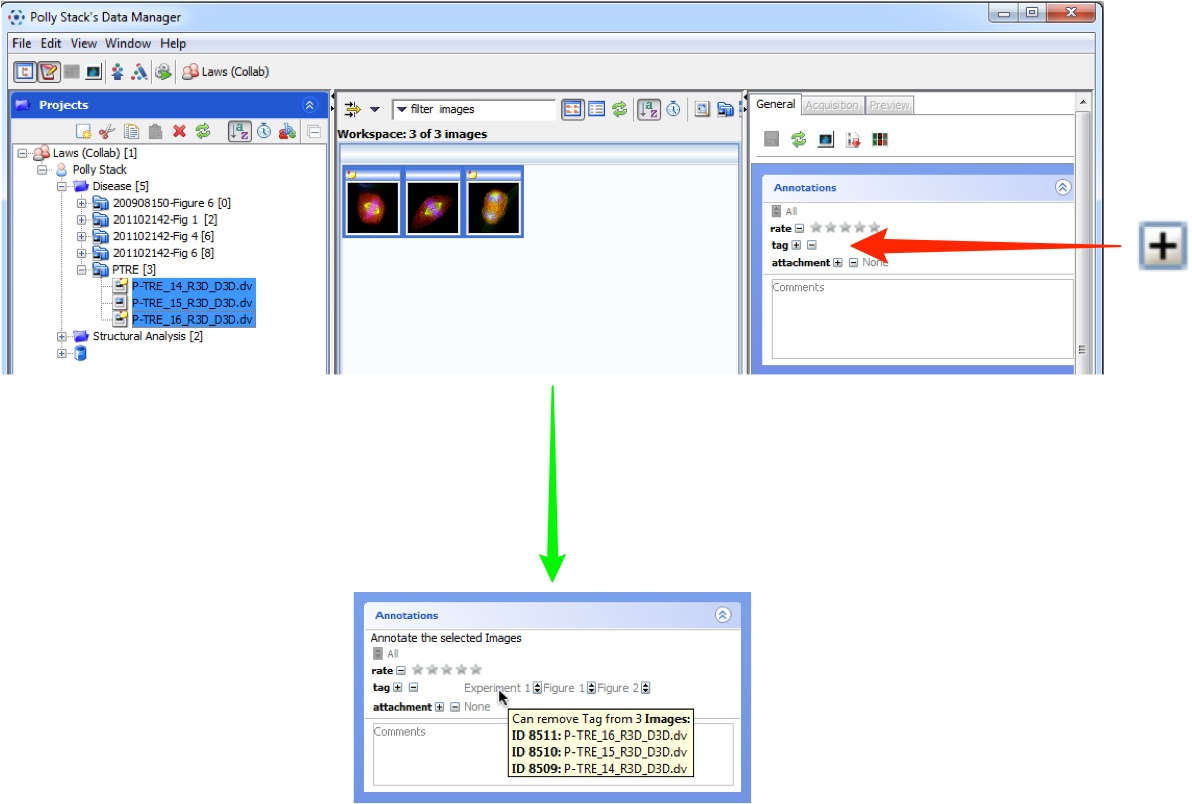 Polly Stack's Data Manager
File Edit View Window Help
Laws (Collab)
Projects
Laws (Collab) [1]
Polly Stack
Disease [5]
200908150-Figure 6 [0]
201102142-Fig 1 [2]
201102142-Fig 4 [6]
201102142-Fig 6 [8]
PTRE [3]
P-TRE_14_R3D_D3D.dv
P-TRE_15_R3D_D3D.dv
P-TRE_16_R3D_D3D.dv
Structural Analysis [2]
filter images
Workspace: 3 of 3 images
General Acquisition Preview
Annotations
All
rate
tag
attachment None
Comments
Annotations
Annotate the selected Images
All
rate
tag Experiment 1 Figure 1 Figure 2
attachment None
Comments
Can remove Tag from 3 Images:
ID 8511: P-TRE_16_R3D_D3D.dv
ID 8510: P-TRE_15_R3D_D3D.dv
ID 8509: P-TRE_14_R3D_D3D.dv